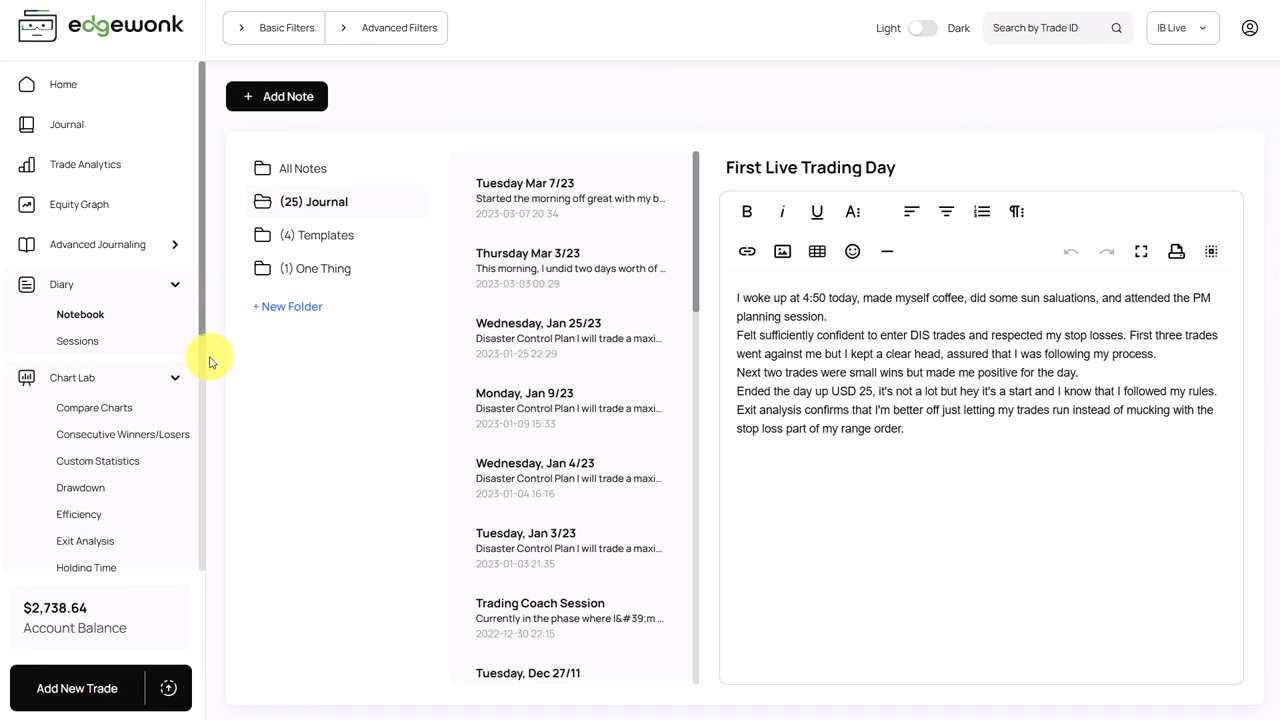 edgewonk
Basic Filters
Advanced Filters
Light
Dark
Search by Trade ID
IB Live
Home
Journal
Trade Analytics
Equity Graph
Advanced Journaling
Diary
Notebook
Sessions
Chart Lab
Compare Charts
Consecutive Winners/Losers
Custom Statistics
Drawdown
Efficiency
Exit Analysis
Holding Time
$2,738.64
Account Balance
Add New Trade
+ Add Note
All Notes
(25) Journal
(4) Templates
(1) One Thing
+ New Folder
Tuesday Mar 7/23
Started the morning off great with my b...
2023-03-07 20:34
Thursday Mar 3/23
This morning, I undid two days worth of ...
2023-03-03 00:29
Wednesday, Jan 25/23
Disaster Control Plan I will trade a maxi...
2023-01-25 22:29
Monday, Jan 9/23
Disaster Control Plan I will trade a maxi...
2023-01-09 15:33
Wednesday, Jan 4/23
Disaster Control Plan I will trade a maxi...
2023-01-04 16:16
Tuesday, Jan 3/23
Disaster Control Plan I will trade a maxi...
2023-01-03 21:35
Trading Coach Session
Currently in the phase where I&#39;m ...
2022-12-30 22:15
Tuesday, Dec 27/11
First Live Trading Day
I woke up at 4:50 today, made myself coffee, did some sun saluations, and attended the PM
planning session.
Felt sufficiently confident to enter DIS trades and respected my stop losses. First three trades
went against me but I kept a clear head, assured that I was following my process.
Next two trades were small wins but made me positive for the day.
Ended the day up USD 25, it's not a lot but hey it's a start and I know that I followed my rules.
Exit analysis confirms that I'm better off just letting my trades run instead of mucking with the
stop loss part of my range order.